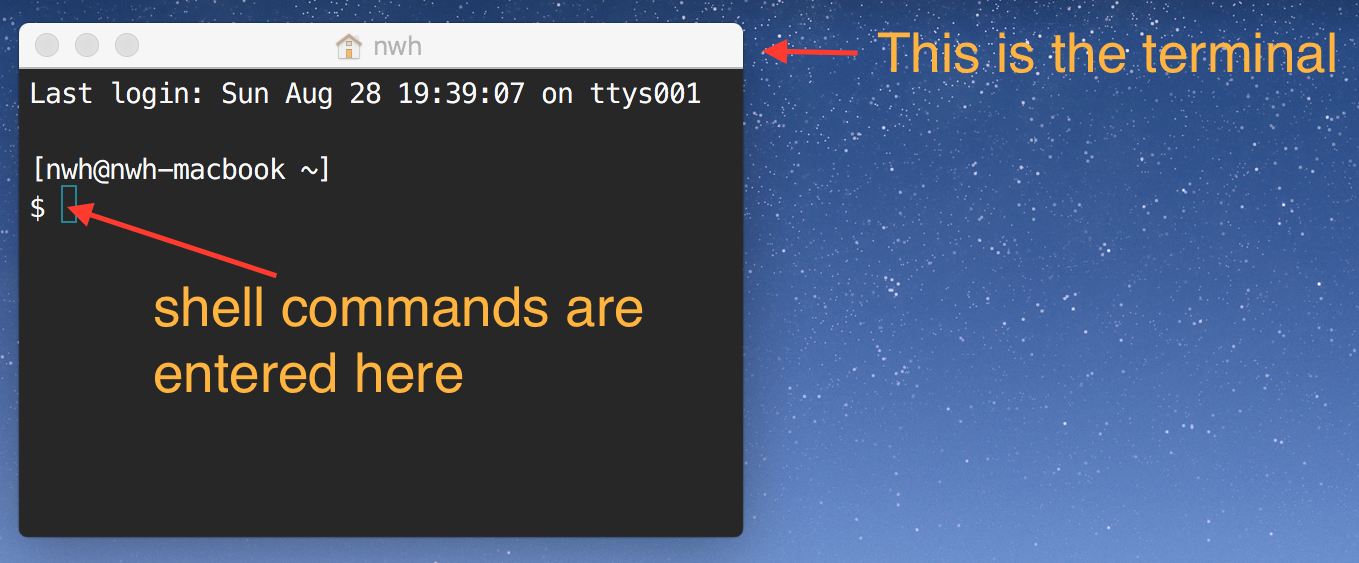 nwh
This is the terminal
Last login: Sun Aug 28 19:39:07 on ttys001
[nwh@nwh-macbook ~]
$
shell commands are
entered here